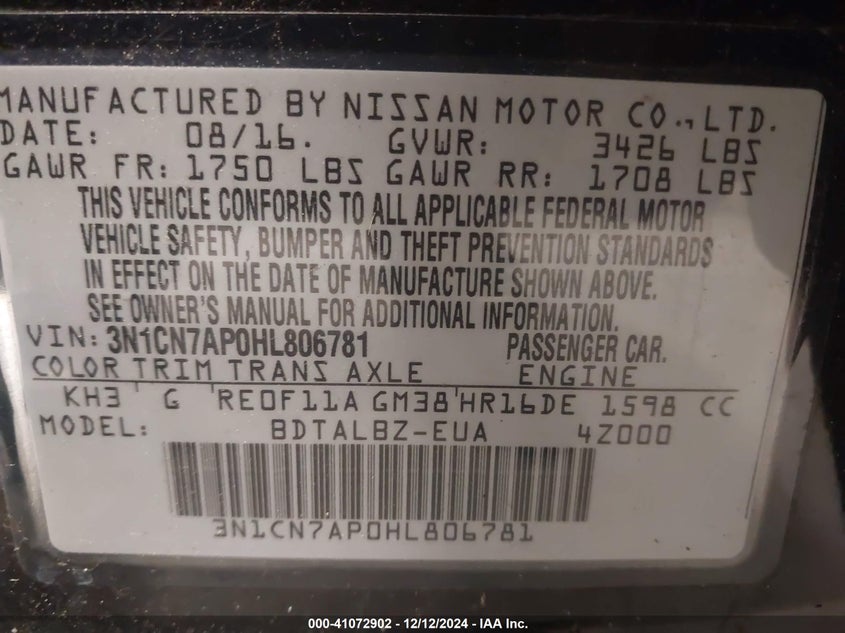 MANUFACTURED BY NISSAN MOTOR CO., LTD.
DATE: 08/16. GVWR: 3426 LBS
GAWR FR: 1750 LBS GAWR RR: 1708 LBS
THIS VEHICLE CONFORMS TO ALL APPLICABLE FEDERAL MOTOR
VEHICLE SAFETY, BUMPER AND THEFT PREVENTION STANDARDS
IN EFFECT ON THE DATE OF MANUFACTURE SHOWN ABOVE.
SEE OWNER'S MANUAL FOR ADDITIONAL INFORMATION.
VIN: 3N1CN7AP0HL806781 PASSENGER CAR.
COLOR TRIM TRANS AXLE ENGINE
KH3 G RE0F11A GM38 HR16DE 1598 CC
MODEL: BDTALBZ-EUA 4Z000
3N1CN7AP0HL806781
000-41072902 - 12/12/2024 - IAA